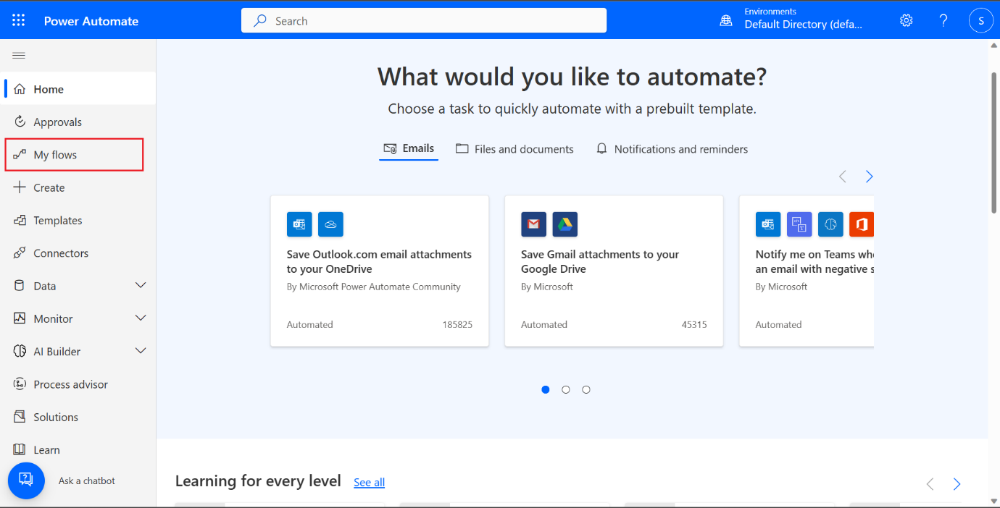 Power Automate
Search
Environments
Default Directory (defa...
S
Home
Approvals
My flows
Create
Templates
Connectors
Data
Monitor
AI Builder
Process advisor
Solutions
Learn
Ask a chatbot
What would you like to automate?
Choose a task to quickly automate with a prebuilt template.
Emails
Files and documents
Notifications and reminders
Save Outlook.com email attachments
to your OneDrive
By Microsoft Power Automate Community
Automated
185825
Save Gmail attachments to your
Google Drive
By Microsoft
Automated
45315
Notify me on Teams
an email with negative
By Microsoft
Automated
Learning for every level
See all